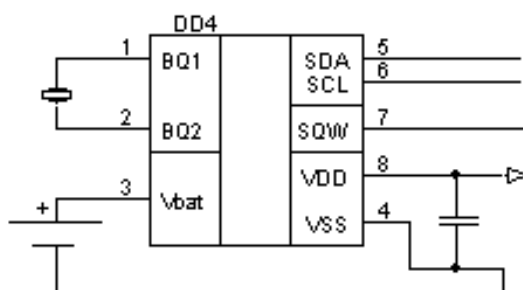 DD4
1 BQ1 SDA 5
SCL 6
2 BQ2 SQW 7
3 Vbat VDD 8
+ VSS 4